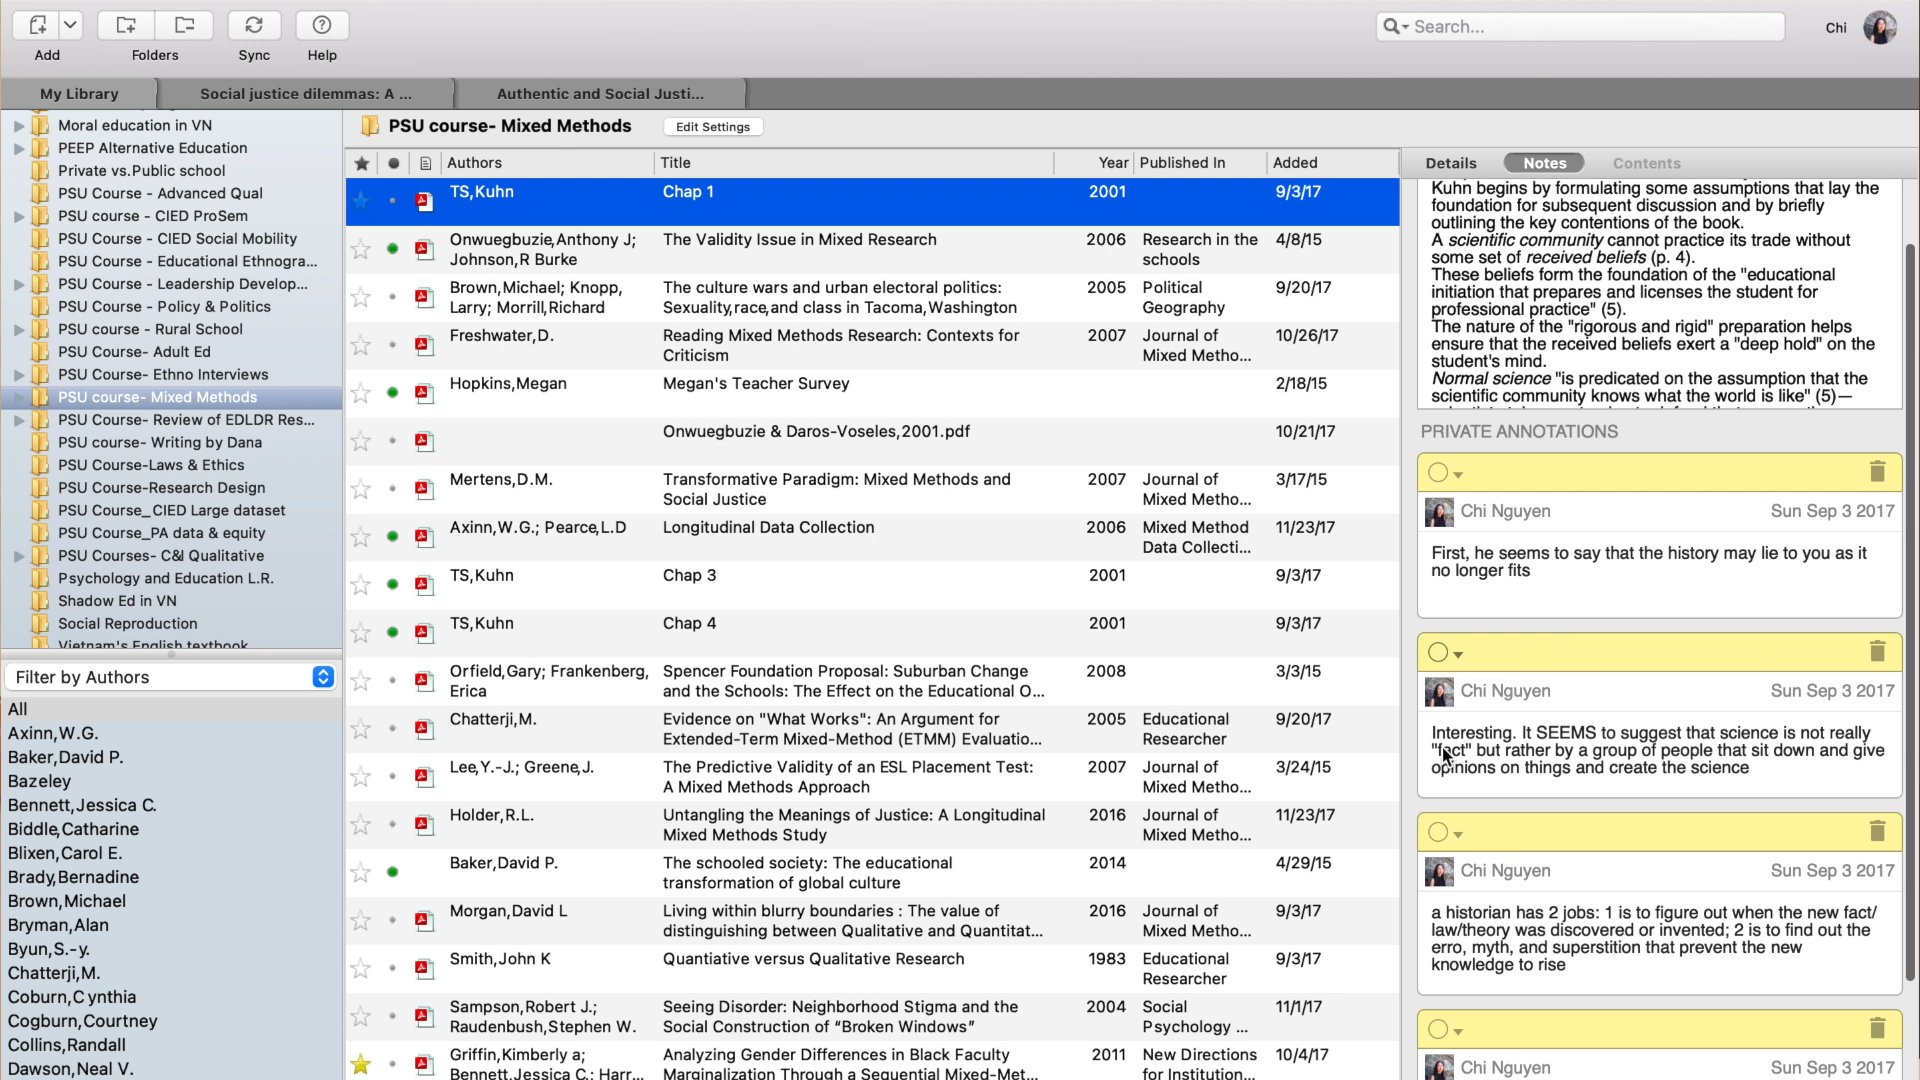 Search...
Chi
Add
Folders
Sync
Help
My Library
Social justice dilemmas: A ...
Authentic and Social Justi...
Moral education in VN
PEEP Alternative Education
Private vs.Public school
PSU Course - Advanced Qual
PSU course - CIED ProSem
PSU Course - CIED Social Mobility
PSU Course - Educational Ethnogra...
PSU Course - Leadership Develop...
PSU Course - Policy & Politics
PSU course - Rural School
PSU Course- Adult Ed
PSU Course- Ethno Interviews
PSU course- Mixed Methods
PSU Course- Review of EDLDR Res...
PSU course- Writing by Dana
PSU Course-Laws & Ethics
PSU Course-Research Design
PSU Course_CIED Large dataset
PSU Course_PA data & equity
PSU Courses- C&I Qualitative
Psychology and Education L.R.
Shadow Ed in VN
Social Reproduction
Vietnam's English textbook
Filter by Authors
All
Axinn, W.G.
Baker, David P.
Bazeley
Bennett, Jessica C.
Biddle, Catharine
Blixen, Carol E.
Brady, Bernadine
Brown, Michael
Bryman, Alan
Byun, S.-y.
Chatterji, M.
Coburn, Cynthia
Cogburn, Courtney
Collins, Randall
Dawson, Neal V.
PSU course- Mixed Methods
Edit Settings
Authors Title Year Published In Added
TS, Kuhn Chap 1 2001 9/3/17
Onwuegbuzie, Anthony J; The Validity Issue in Mixed Research 2006 Research in the 4/8/15
Johnson, R Burke schools
Brown, Michael; Knopp, The culture wars and urban electoral politics: 2005 Political 9/20/17
Larry; Morrill, Richard Sexuality, race, and class in Tacoma, Washington Geography
Freshwater, D. Reading Mixed Methods Research: Contexts for 2007 Journal of 10/26/17
Criticism Mixed Metho...
Hopkins, Megan Megan's Teacher Survey 2/18/15
Onwuegbuzie & Daros-Voseles, 2001.pdf 10/21/17
Mertens, D.M. Transformative Paradigm: Mixed Methods and 2007 Journal of 3/17/15
Social Justice Mixed Metho...
Axinn, W.G.; Pearce, L.D Longitudinal Data Collection 2006 Mixed Method 11/23/17
Data Collecti...
TS, Kuhn Chap 3 2001 9/3/17
TS, Kuhn Chap 4 2001 9/3/17
Orfield, Gary; Frankenberg, Spencer Foundation Proposal: Suburban Change 2008 3/3/15
Erica and the Schools: The Effect on the Educational O...
Chatterji, M. Evidence on "What Works": An Argument for 2005 Educational 9/20/17
Extended-Term Mixed-Method (ETMM) Evaluatio... Researcher
Lee, Y.-J.; Greene, J. The Predictive Validity of an ESL Placement Test: 2007 Journal of 3/24/15
A Mixed Methods Approach Mixed Metho...
Holder, R.L. Untangling the Meanings of Justice: A Longitudinal 2016 Journal of 11/23/17
Mixed Methods Study Mixed Metho...
Baker, David P. The schooled society: The educational 2014 4/29/15
transformation of global culture
Morgan, David L Living within blurry boundaries : The value of 2016 Journal of 9/3/17
distinguishing between Qualitative and Quantitat... Mixed Metho...
Smith, John K Quantiative versus Qualitative Research 1983 Educational 9/3/17
Researcher
Sampson, Robert J.; Seeing Disorder: Neighborhood Stigma and the 2004 Social 11/1/17
Raudenbush, Stephen W. Social Construction of "Broken Windows" Psychology ...
Griffin, Kimberly a; Analyzing Gender Differences in Black Faculty 2011 New Directions 10/4/17
Bennett, Jessica C.; Harr... Marginalization Through a Sequential Mixed-Met... for Institution...
Details Notes Contents
Kuhn begins by formulating some assumptions that lay the
foundation for subsequent discussion and by briefly
outlining the key contentions of the book.
A scientific community cannot practice its trade without
some set of received beliefs (p. 4).
These beliefs form the foundation of the "educational
initiation that prepares and licenses the student for
professional practice" (5).
The nature of the "rigorous and rigid" preparation helps
ensure that the received beliefs exert a "deep hold" on the
student's mind.
Normal science "is predicated on the assumption that the
scientific community knows what the world is like" (5)—
PRIVATE ANNOTATIONS
Chi Nguyen Sun Sep 3 2017
First, he seems to say that the history may lie to you as it
no longer fits
Chi Nguyen Sun Sep 3 2017
Interesting. It SEEMS to suggest that science is not really
"fact" but rather by a group of people that sit down and give
opinions on things and create the science
Chi Nguyen Sun Sep 3 2017
a historian has 2 jobs: 1 is to figure out when the new fact/
law/theory was discovered or invented; 2 is to find out the
erro, myth, and superstition that prevent the new
knowledge to rise
Chi Nguyen Sun Sep 3 2017